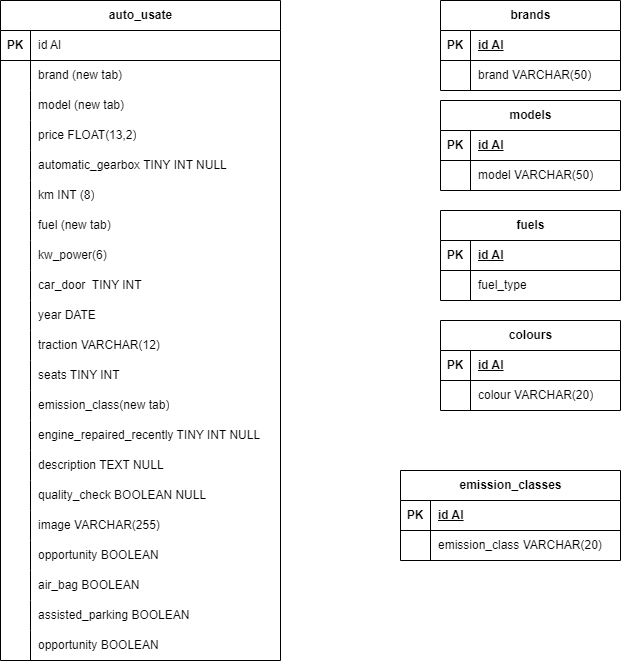 auto_usate
PK id AI
brand (new tab)
model (new tab)
price FLOAT(13,2)
automatic_gearbox TINY INT NULL
km INT (8)
fuel (new tab)
kw_power(6)
car_door  TINY INT
year DATE
traction VARCHAR(12)
seats TINY INT
emission_class(new tab)
engine_repaired_recently TINY INT NULL
description TEXT NULL
quality_check BOOLEAN NULL
image VARCHAR(255)
opportunity BOOLEAN
air_bag BOOLEAN
assisted_parking BOOLEAN
opportunity BOOLEAN
brands
PK id AI
brand VARCHAR(50)
models
PK id AI
model VARCHAR(50)
fuels
PK id AI
fuel_type
colours
PK id AI
colour VARCHAR(20)
emission_classes
PK id AI
emission_class VARCHAR(20)